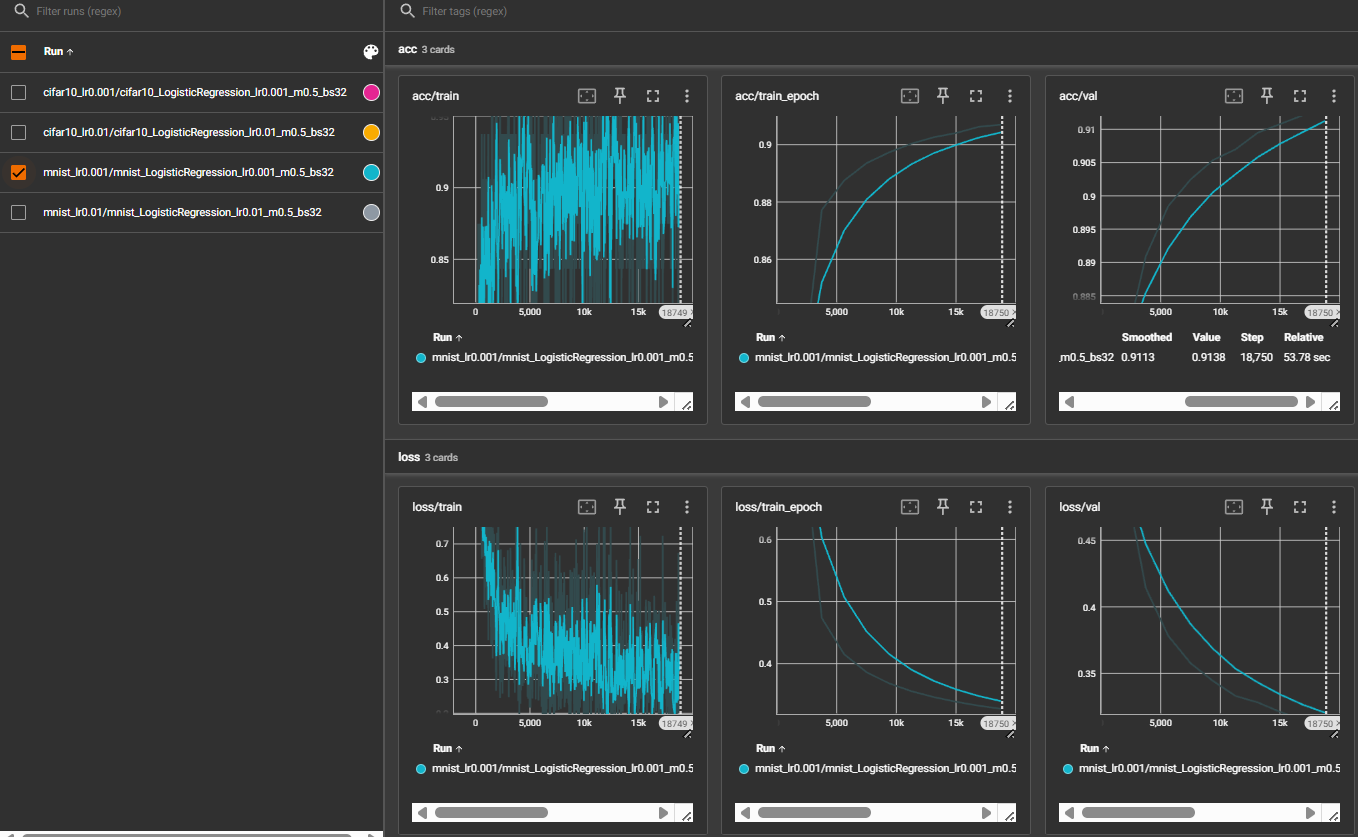 Filter runs (regex)
Run ↑
cifar10_lr0.001/cifar10_LogisticRegression_lr0.001_m0.5_bs32
cifar10_lr0.01/cifar10_LogisticRegression_lr0.01_m0.5_bs32
mnist_lr0.001/mnist_LogisticRegression_lr0.001_m0.5_bs32
mnist_lr0.01/mnist_LogisticRegression_lr0.01_m0.5_bs32
Filter tags (regex)
acc 3 cards
acc/train
0.95
0.9
0.85
0 5,000 10k 15k 18749
Run ↑
mnist_lr0.001/mnist_LogisticRegression_lr0.001_m0.5
acc/train_epoch
0.9
0.88
0.86
5,000 10k 15k 18750
Run ↑
mnist_lr0.001/mnist_LogisticRegression_lr0.001_m0.5
acc/val
0.91
0.905
0.9
0.895
0.89
0.885
5,000 10k 18750
Smoothed Value Step Relative
_m0.5_bs32 0.9113 0.9138 18,750 53.78 sec
loss 3 cards
loss/train
0.7
0.6
0.5
0.4
0.3
0 5,000 10k 15k 18749
Run ↑
mnist_lr0.001/mnist_LogisticRegression_lr0.001_m0.5
loss/train_epoch
0.6
0.5
0.4
5,000 10k 15k 18750
Run ↑
mnist_lr0.001/mnist_LogisticRegression_lr0.001_m0.5
loss/val
0.45
0.4
0.35
5,000 10k 15k 18750
Run ↑
mnist_lr0.001/mnist_LogisticRegression_lr0.001_m0.5